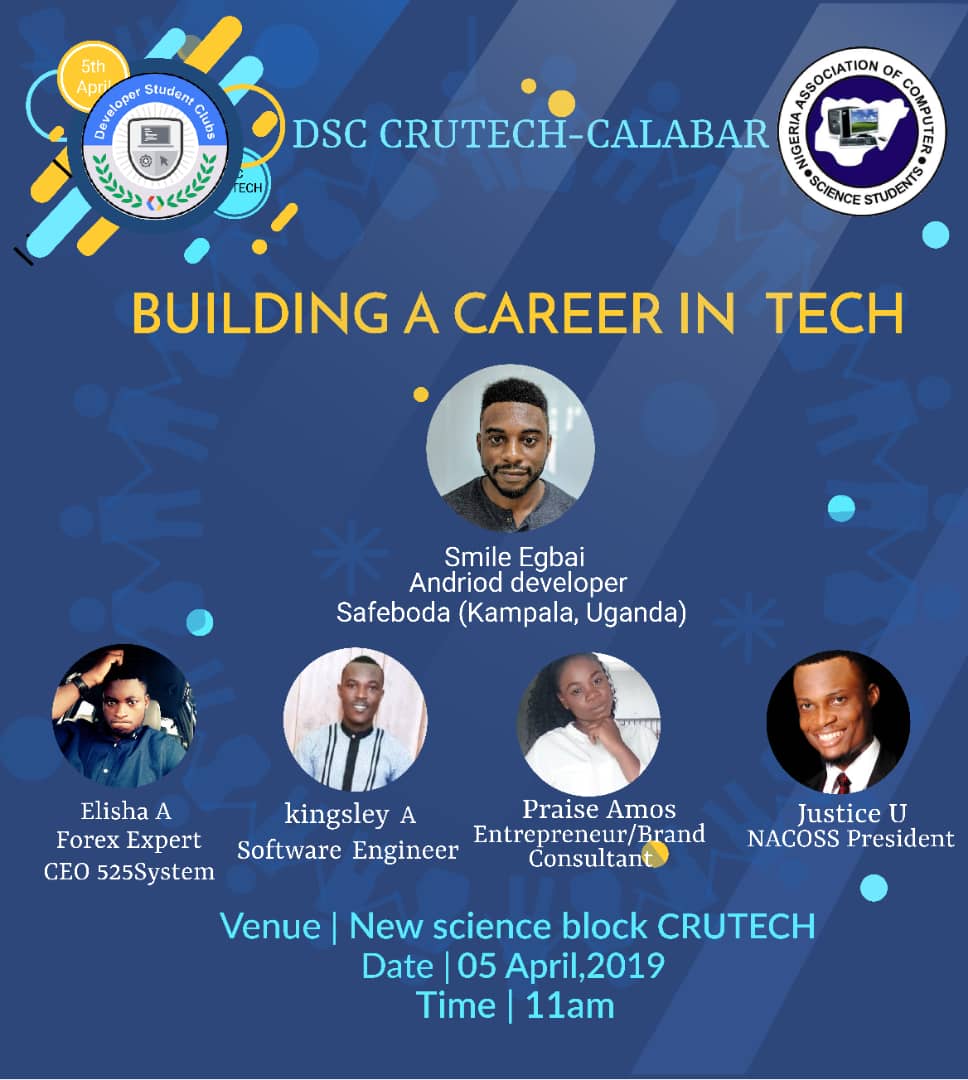 5th
April
Developer Student Clubs
TECH
DSC CRUTECH-CALABAR
NIGERIA ASSOCIATION OF COMPUTER
SCIENCE STUDENTS
BUILDING A CAREER IN TECH
Smile Egbai
Andriod developer
Safeboda (Kampala, Uganda)
Elisha A
Forex Expert
CEO 525System
kingsley A
Software Engineer
Praise Amos
Entrepreneur/Brand
Consultant
Justice U
NACOSS President
Venue | New science block CRUTECH
Date | 05 April,2019
Time | 11am